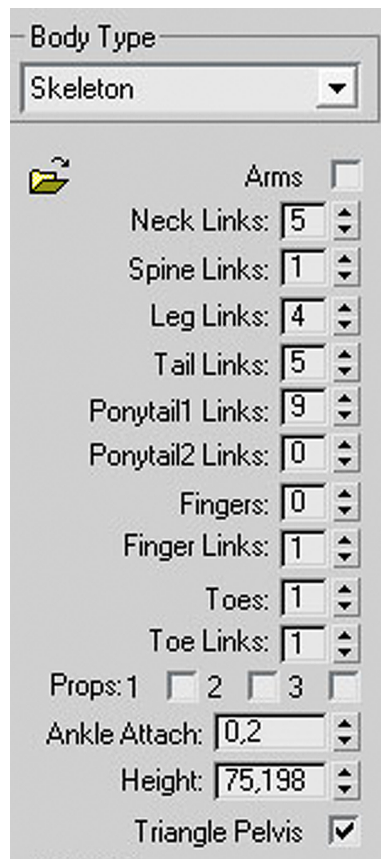 Body Type
Skeleton
Arms
Neck Links: 5
Spine Links: 1
Leg Links: 4
Tail Links: 5
Ponytail1 Links: 9
Ponytail2 Links: 0
Fingers: 0
Finger Links: 1
Toes: 1
Toe Links: 1
Props:1 2 3
Ankle Attach: 0,2
Height: 75,198
Triangle Pelvis